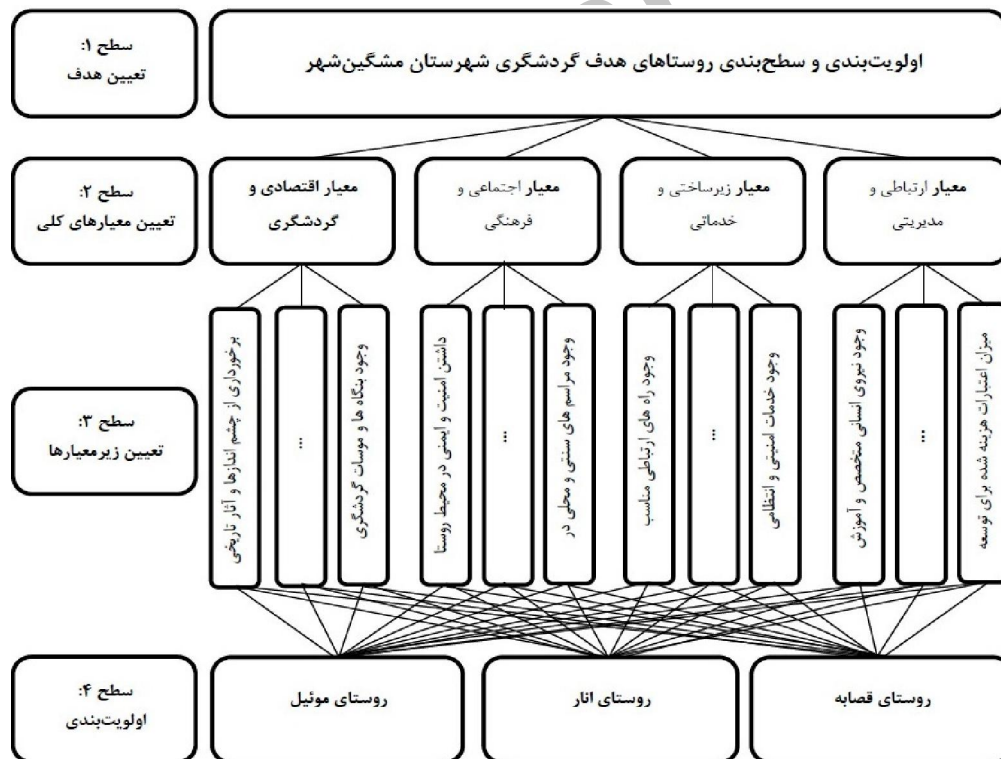 سطح ۱:
تعیین هدف
اولویت‌بندی و سطح‌بندی روستاهای هدف گردشگری شهرستان مشگین‌شهر
سطح ۲:
تعیین معیارهای کلی
معیار اقتصادی و
گردشگری
معیار اجتماعی و
فرهنگی
معیار زیرساختی و
خدماتی
معیار ارتباطی و
مدیریتی
سطح ۳:
تعیین زیرمعیارها
برخورداری از چشم اندازها و آثار تاریخی
...
وجود بنگاه ها و موسات گردشگری
داشتن امنیت و ایمنی در محیط روستا
...
وجود مراسم های سنتی و محلی در
وجود راه های ارتباطی مناسب
...
وجود خدمات امنیتی و انتظامی
وجود نیروی انسانی متخصص و آموزش
...
میزان اعتبارات هزینه شده برای توسعه
سطح ۴:
اولویت‌بندی
روستای موئیل
روستای انار
روستای قصابه